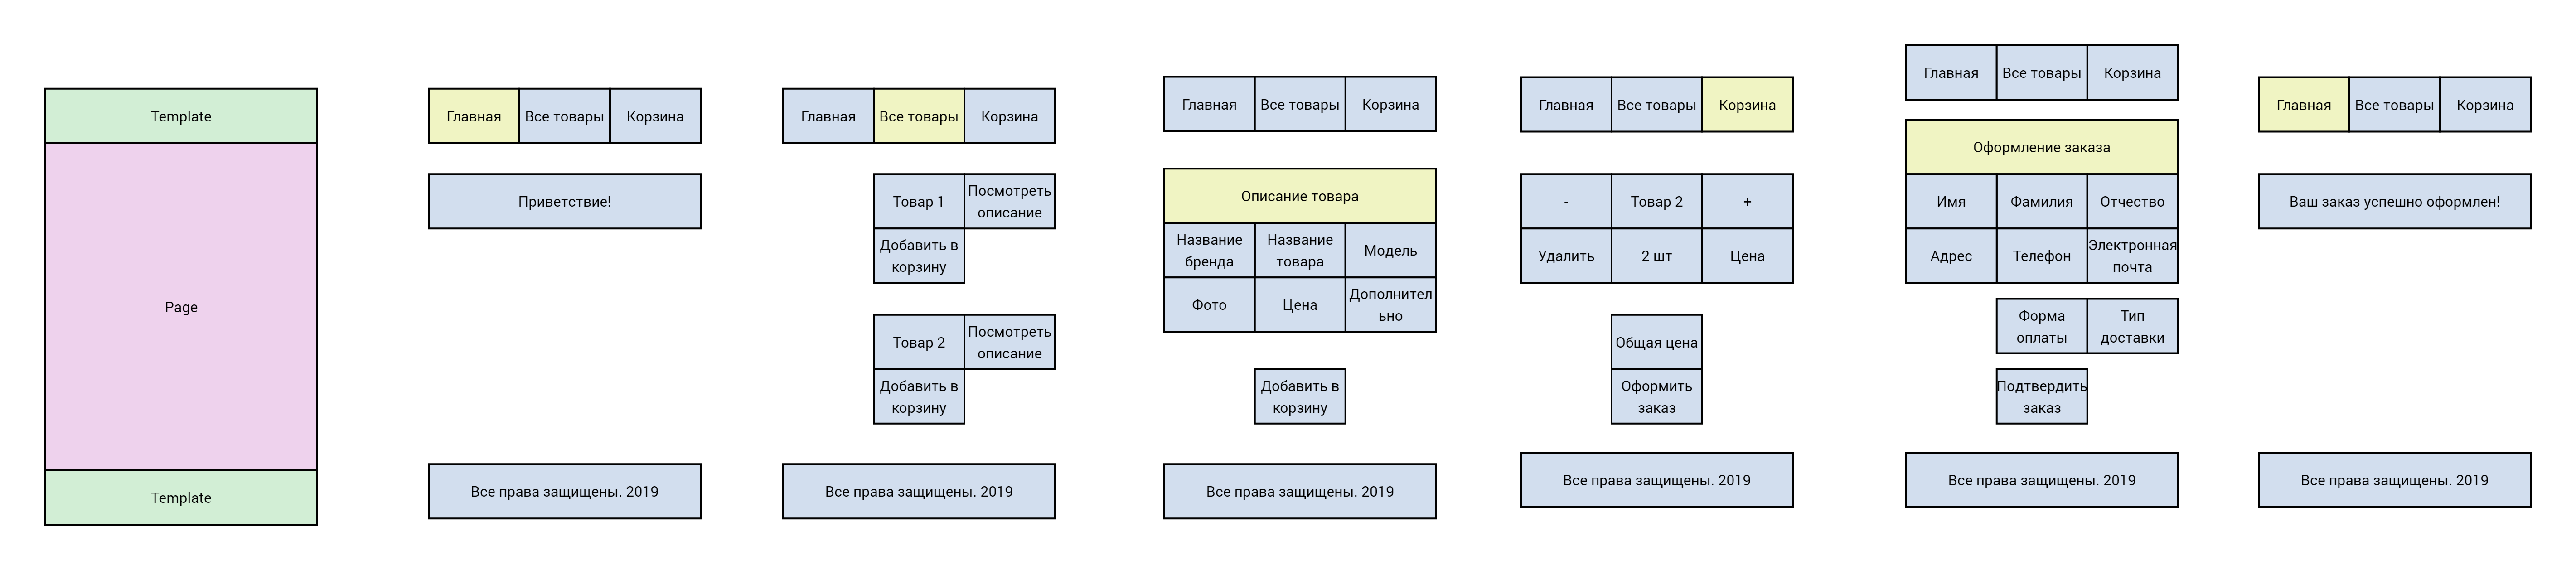 Template
Page
Template
Главная Все товары Корзина
Приветствие!
Все права защищены. 2019
Главная Все товары Корзина
Товар 1
Посмотреть
описание
Добавить в
корзину
Товар 2
Посмотреть
описание
Добавить в
корзину
Все права защищены. 2019
Главная Все товары Корзина
Описание товара
Название
бренда
Название
товара
Модель
Фото
Цена
Дополнител
ьно
Добавить в
корзину
Все права защищены. 2019
Главная Все товары Корзина
- Товар 2 +
Удалить 2 шт Цена
Общая цена
Оформить
заказ
Все права защищены. 2019
Главная Все товары Корзина
Оформление заказа
Имя Фамилия Отчество
Адрес
Телефон
Электронная
почта
Форма
оплаты
Тип
доставки
Подтвердить
заказ
Все права защищены. 2019
Главная Все товары Корзина
Ваш заказ успешно оформлен!
Все права защищены. 2019